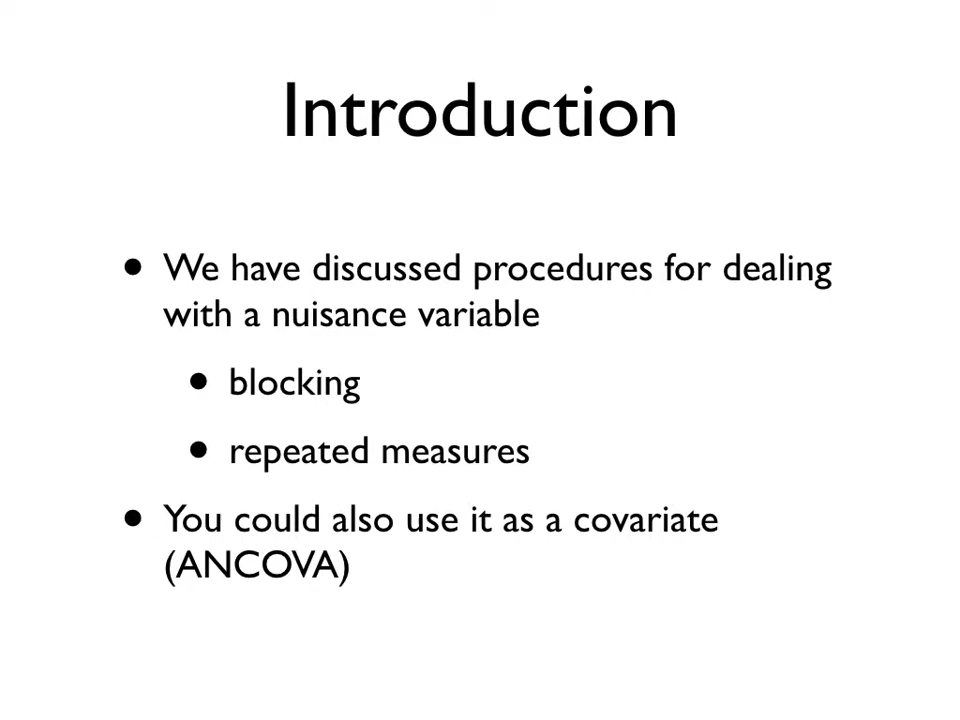 Introduction
• We have discussed procedures for dealing
with a nuisance variable
• blocking
• repeated measures
• You could also use it as a covariate
(ANCOVA)